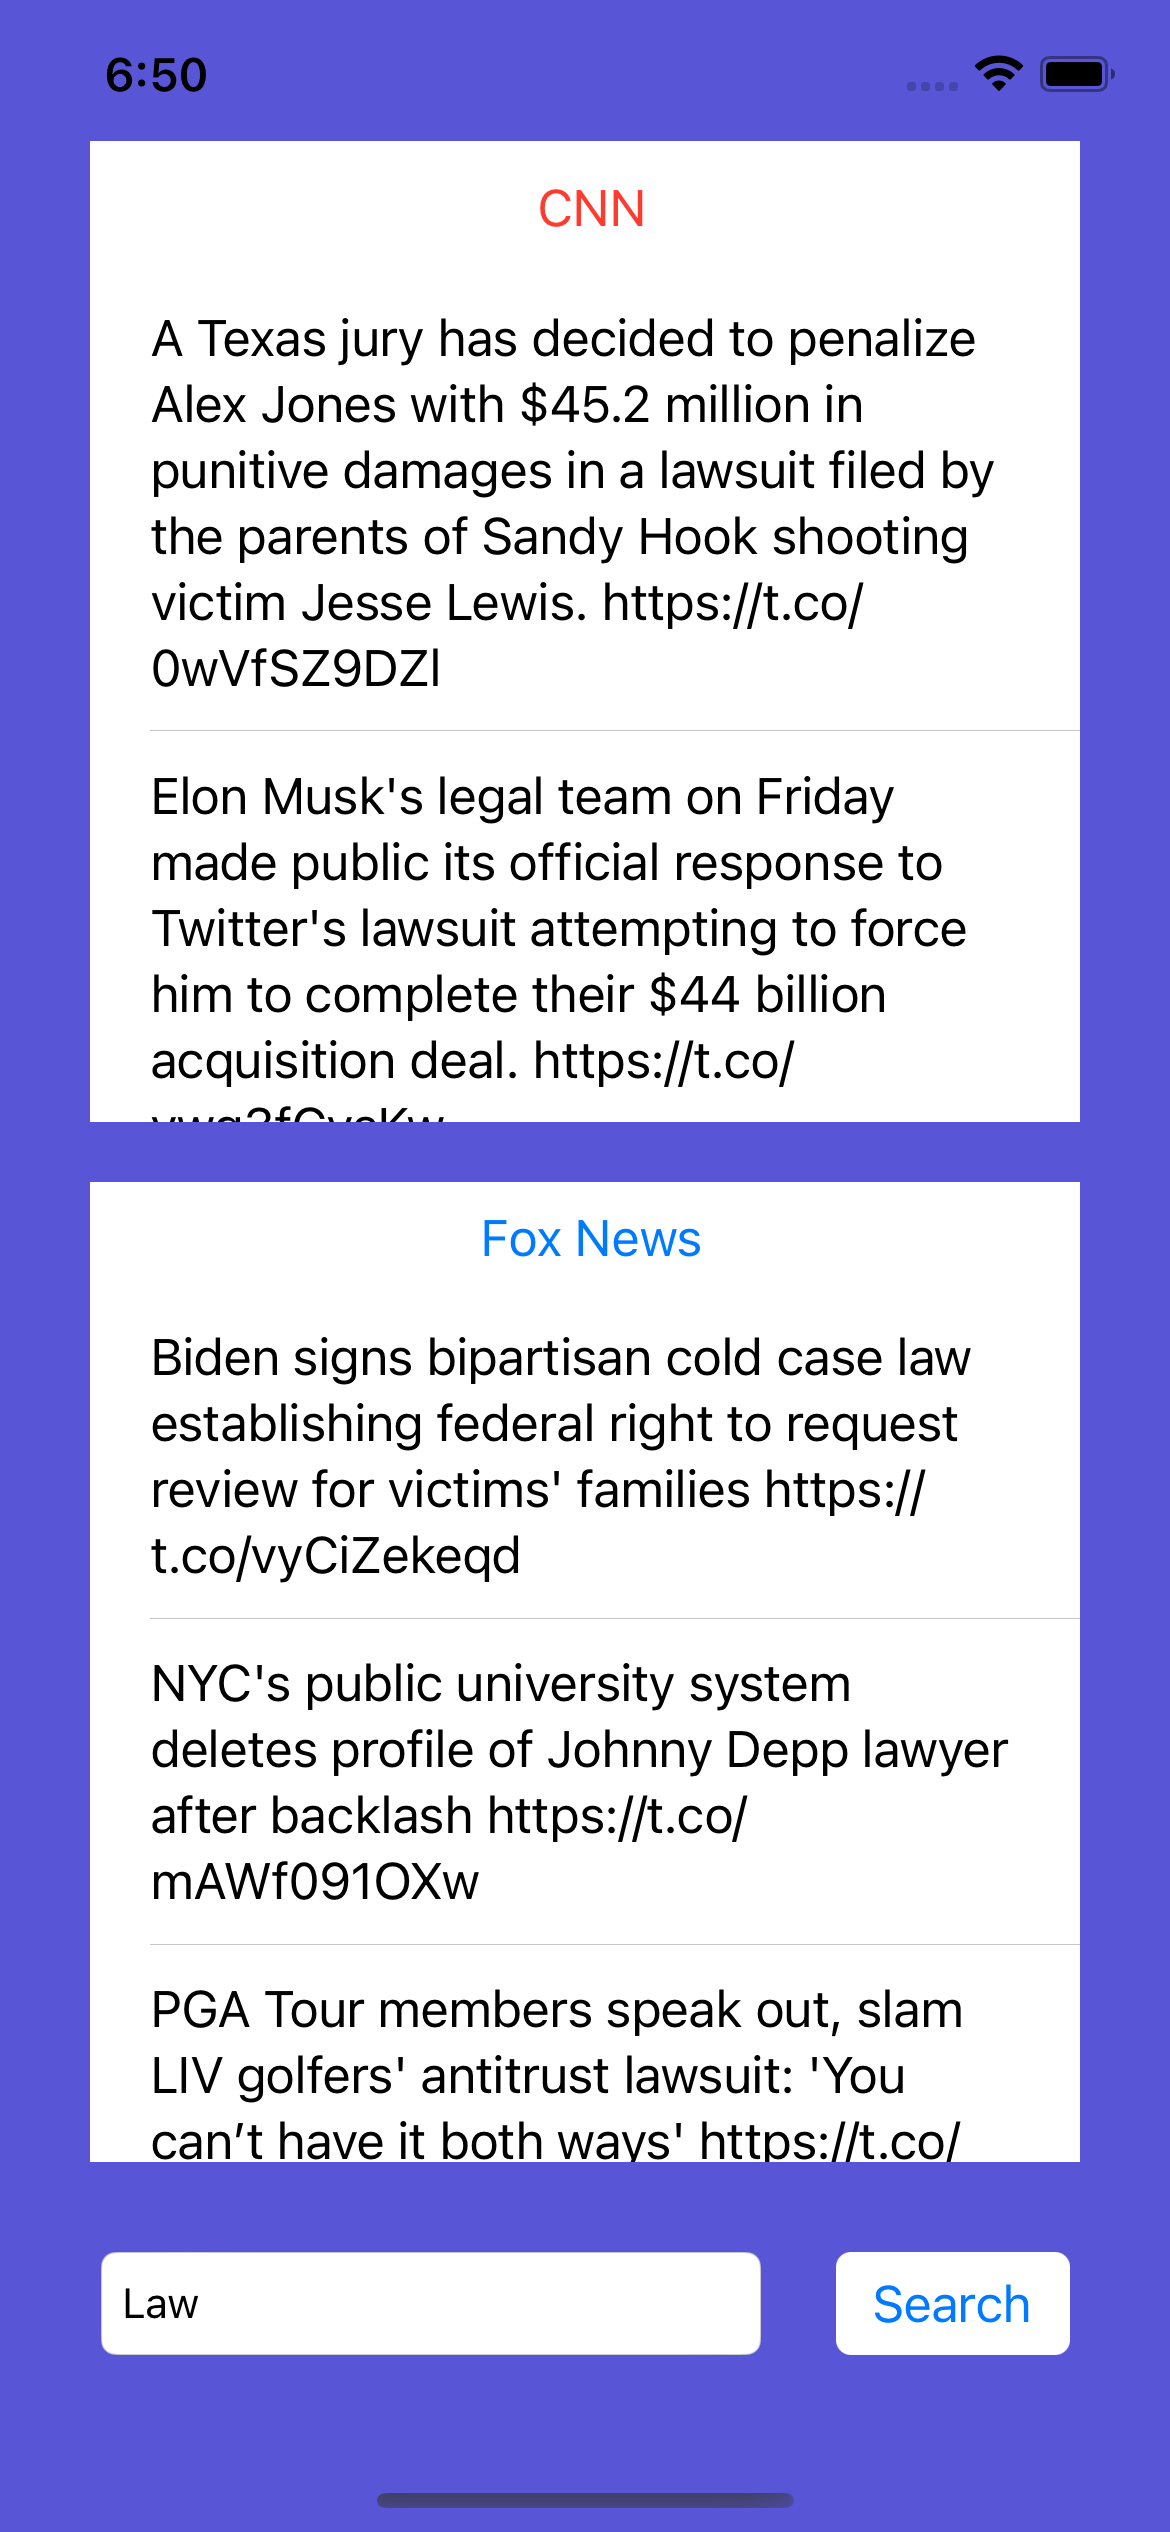 6:50
CNN
A Texas jury has decided to penalize
Alex Jones with $45.2 million in
punitive damages in a lawsuit filed by
the parents of Sandy Hook shooting
victim Jesse Lewis. https://t.co/
0wVfSZ9DZl
Elon Musk's legal team on Friday
made public its official response to
Twitter's lawsuit attempting to force
him to complete their $44 billion
acquisition deal. https://t.co/
Fox News
Biden signs bipartisan cold case law
establishing federal right to request
review for victims' families https://
t.co/vyCiZekeqd
NYC's public university system
deletes profile of Johnny Depp lawyer
after backlash https://t.co/
mAWf091OXw
PGA Tour members speak out, slam
LIV golfers' antitrust lawsuit: 'You
can’t have it both ways' https://t.co/
Law
Search